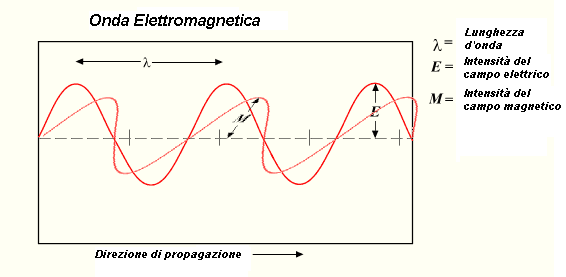 Onda Elettromagnetica
λ
M
E
λ = Lunghezza
d'onda
E = Intensità del
campo elettrico
M = Intensità del
campo magnetico
Direzione di propagazione